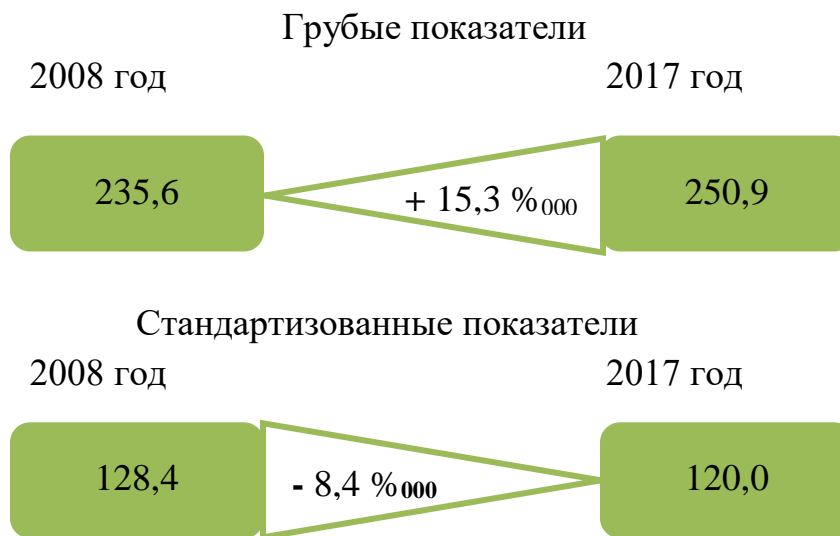 Грубые показатели
2008 год 2017 год
235,6 + 15,3 %000 250,9
Стандартизованные показатели
2008 год 2017 год
128,4 - 8,4 %000 120,0